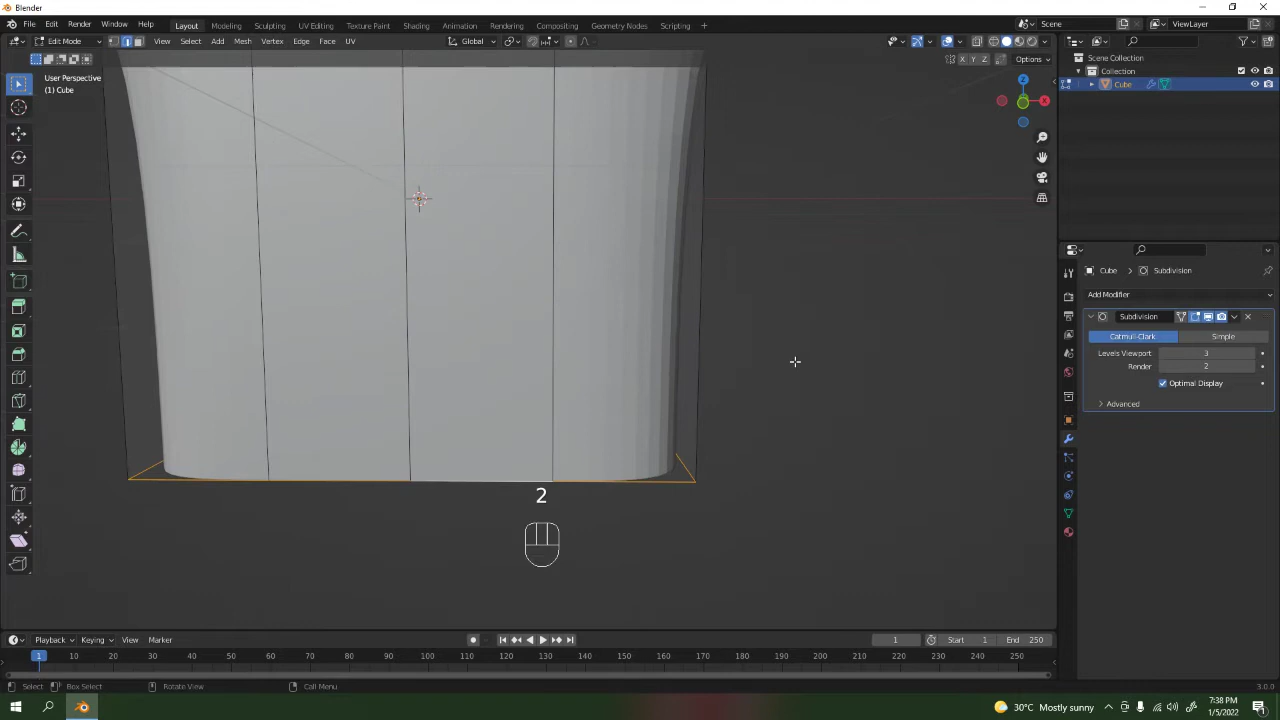 Blender
File Edit Render Window Help Layout Modeling Sculpting UV Editing Texture Paint Shading Animation Rendering Compositing Geometry Nodes Scripting + Scene ViewLayer
Edit Mode View Select Add Mesh Vertex Edge Face UV Global
X Y Z Options
User Perspective
(1) Cube
Z
X
Scene Collection
Collection
Cube
Cube > Subdivision
Add Modifier
Subdivision
Catmull-Clark Simple
Levels Viewport 3
Render 2
Optimal Display
> Advanced
2
Playback Keying View Marker 1 Start 1 End 250
1 10 20 30 40 50 60 70 80 90 100 110 120 130 140 150 160 170 180 190 200 210 220 230 240 250
Select Box Select Rotate View Call Menu 3.0.0
30°C Mostly sunny 7:38 PM
1/5/2022